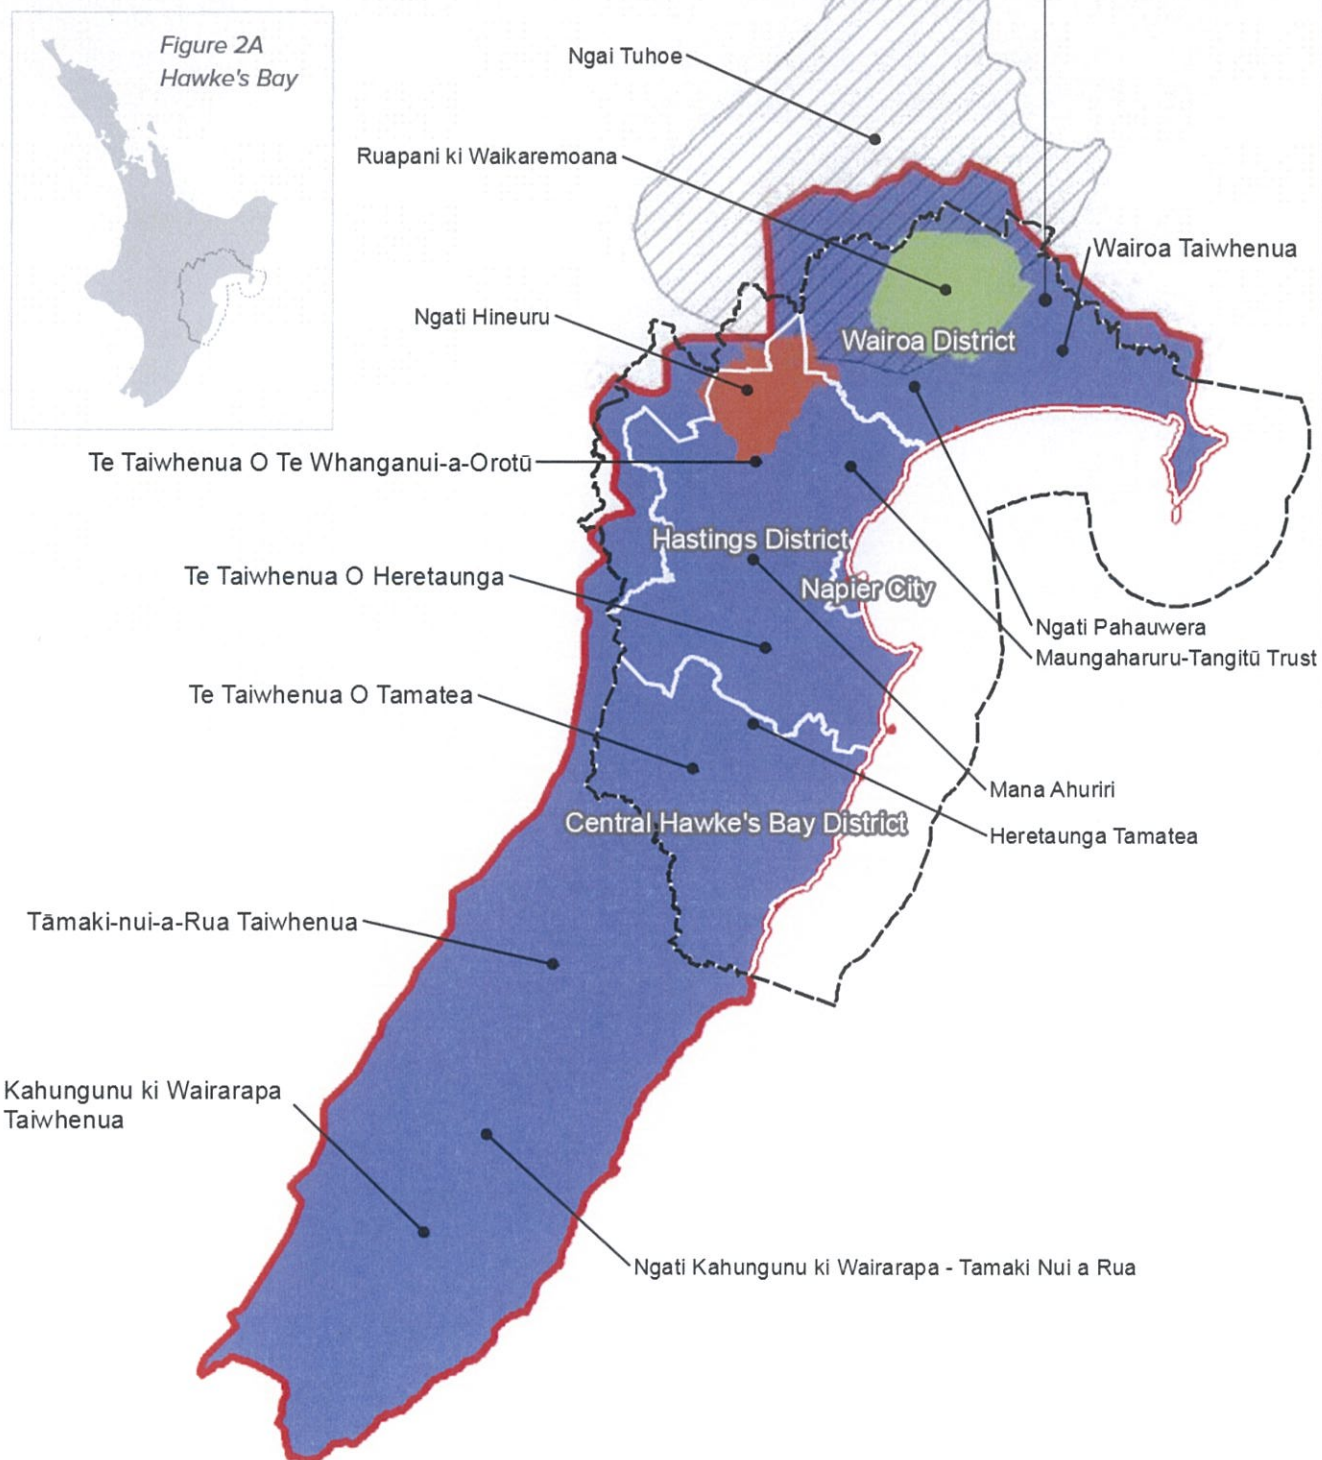 Figure 2A
Hawke's Bay
Ngai Tuhoe
Ruapani ki Waikaremoana
Wairoa Taiwhenua
Ngati Hineuru
Wairoa District
Te Taiwhenua O Te Whanganui-a-Orotū
Hastings District
Te Taiwhenua O Heretaunga
Napier City
Ngati Pahauwera
Maungaharuru-Tangitū Trust
Te Taiwhenua O Tamatea
Mana Ahuriri
Central Hawke's Bay District
Heretaunga Tamatea
Tāmaki-nui-a-Rua Taiwhenua
Kahungunu ki Wairarapa
Taiwhenua
Ngati Kahungunu ki Wairarapa - Tamaki Nui a Rua